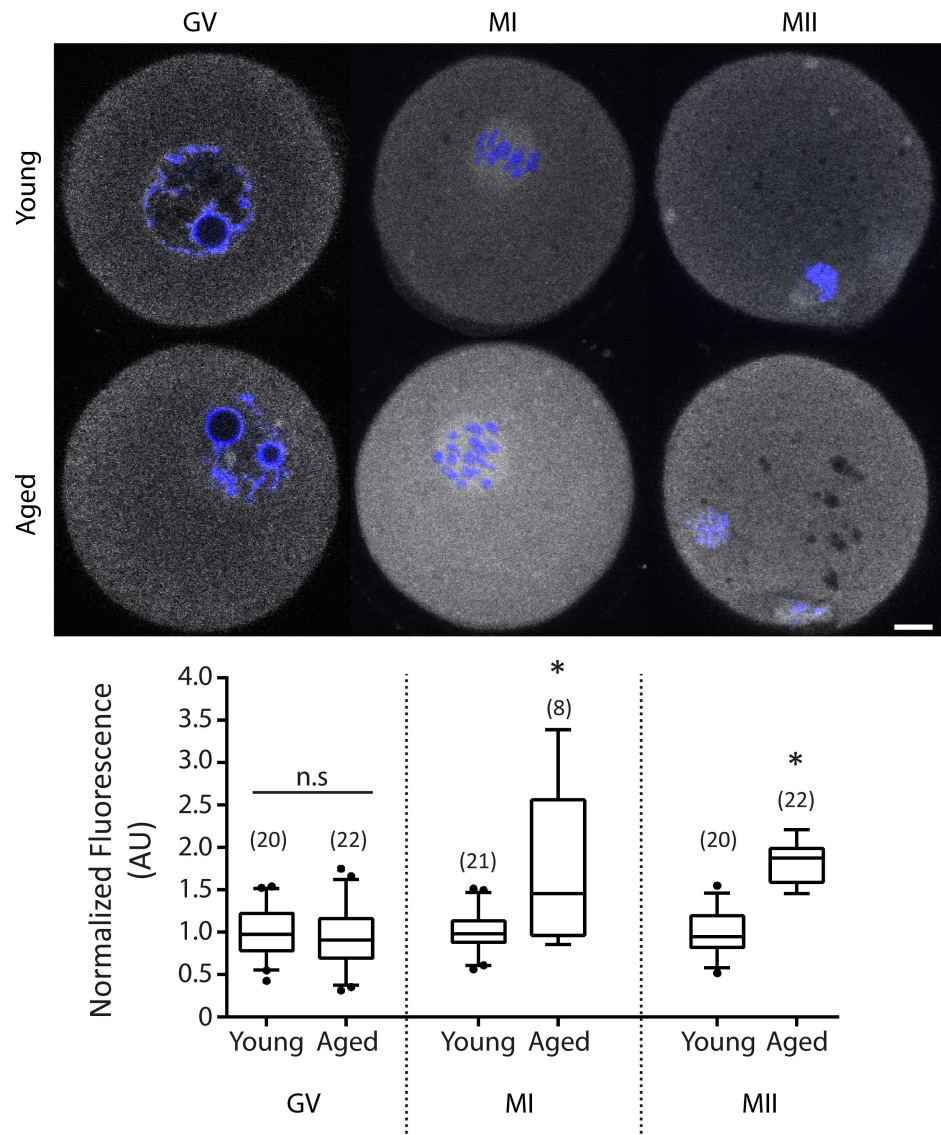 GV MI MII
Young
Aged
Normalized Fluorescence
(AU)
4.0
3.5
3.0
2.5
2.0
1.5
1.0
0.5
0
n.s
(20) (22)
(21)
*
(8)
(20)
*
(22)
Young Aged Young Aged Young Aged
GV MI MII